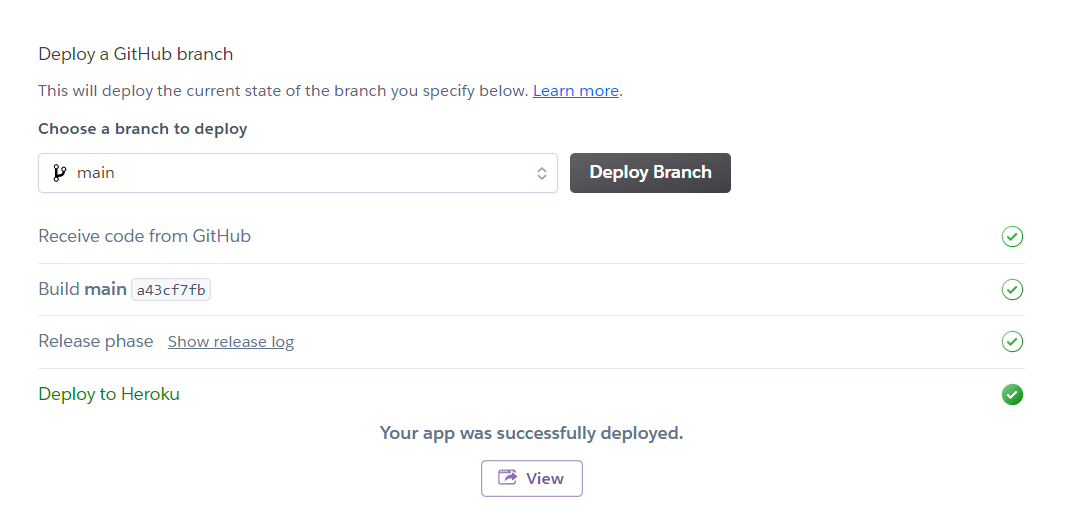 Deploy a GitHub branch
This will deploy the current state of the branch you specify below. Learn more.
Choose a branch to deploy
main
Deploy Branch
Receive code from GitHub
Build main a43cf7fb
Release phase Show release log
Deploy to Heroku
Your app was successfully deployed.
View